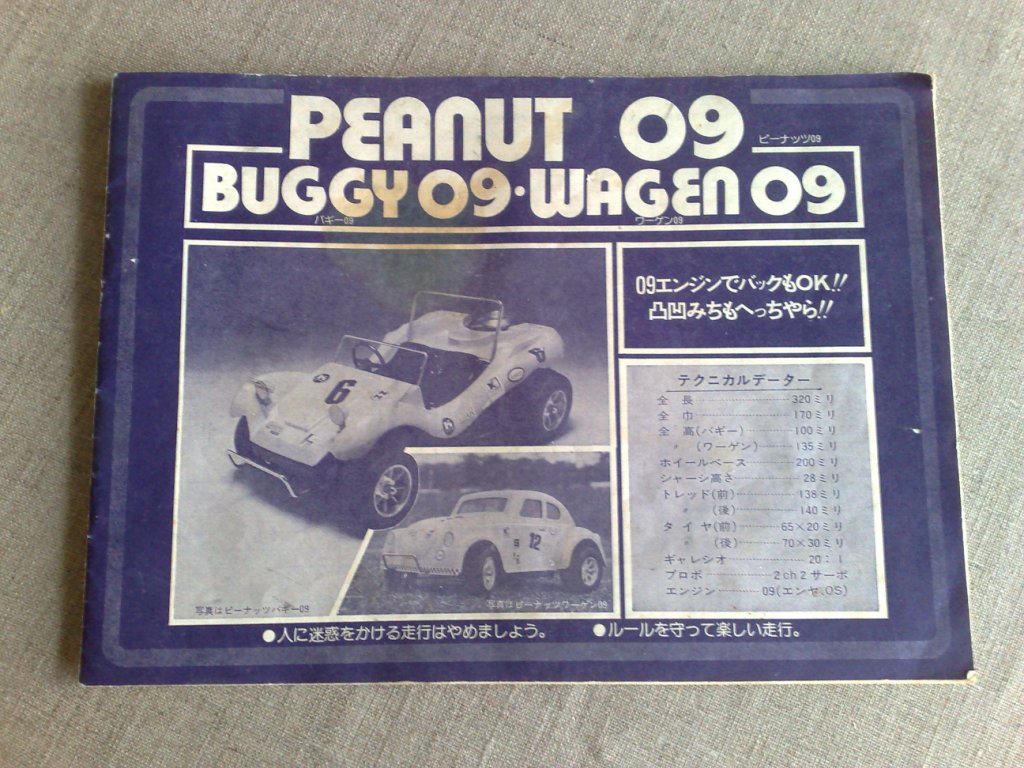 PEANUT 09
ピーナッツ09
BUGGY 09・WAGEN 09
バギー09
ワーゲン09
09エンジンでバックもOK!!
凸凹みちもへっちゃら!!
6
12
テクニカルデーター
全長 320ミリ
全巾 170ミリ
全高(バギー) 100ミリ
〃(ワーゲン) 135ミリ
ホイールベース 200ミリ
シャーシ高さ 28ミリ
トレッド(前) 138ミリ
〃(後) 140ミリ
タイヤ(前) 65×20ミリ
〃(後) 70×30ミリ
ギャレシオ 20:1
プロポ 2ch2サーボ
エンジン 09(エンヤ.OS)
写真はピーナッツバギー09
写真はピーナッツワーゲン09
●人に迷惑をかける走行はやめましょう。
●ルールを守って楽しい走行。